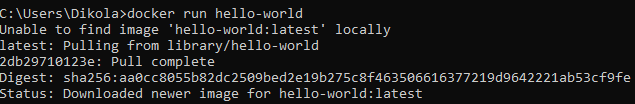 C:\Users\Dikola>docker run hello-world
Unable to find image 'hello-world:latest' locally
latest: Pulling from library/hello-world
2db29710123e: Pull complete
Digest: sha256:aa0cc8055b82dc2509bed2e19b275c8f463506616377219d9642221ab53cf9fe
Status: Downloaded newer image for hello-world:latest